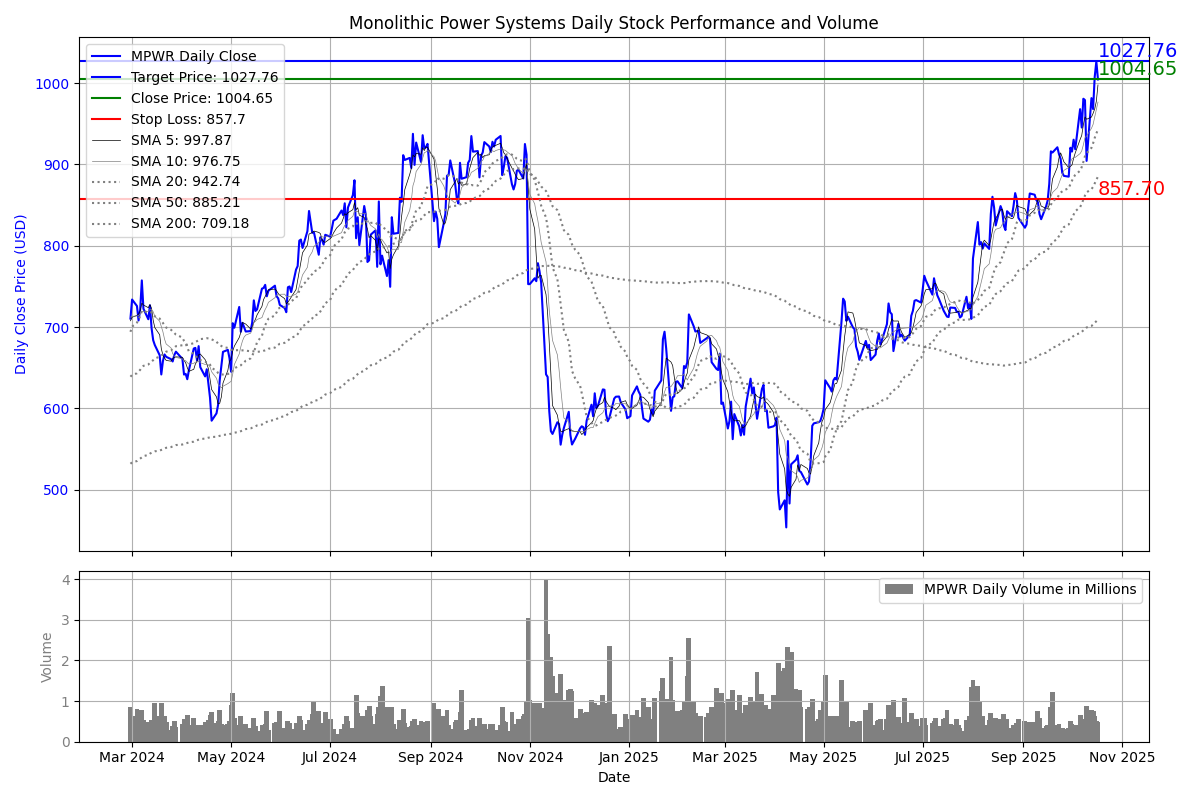 Monolithic Power Systems Daily Stock Performance and Volume
Daily Close Price (USD)
1000
900
800
700
600
500
MPWR Daily Close
Target Price: 1027.76
Close Price: 1004.65
Stop Loss: 857.7
SMA 5: 997.87
SMA 10: 976.75
SMA 20: 942.74
SMA 50: 885.21
SMA 200: 709.18
1027.76
1004.65
857.70
Volume
4
3
2
1
0
MPWR Daily Volume in Millions
Mar 2024 May 2024 Jul 2024 Sep 2024 Nov 2024 Jan 2025 Mar 2025 May 2025 Jul 2025 Sep 2025 Nov 2025
Date